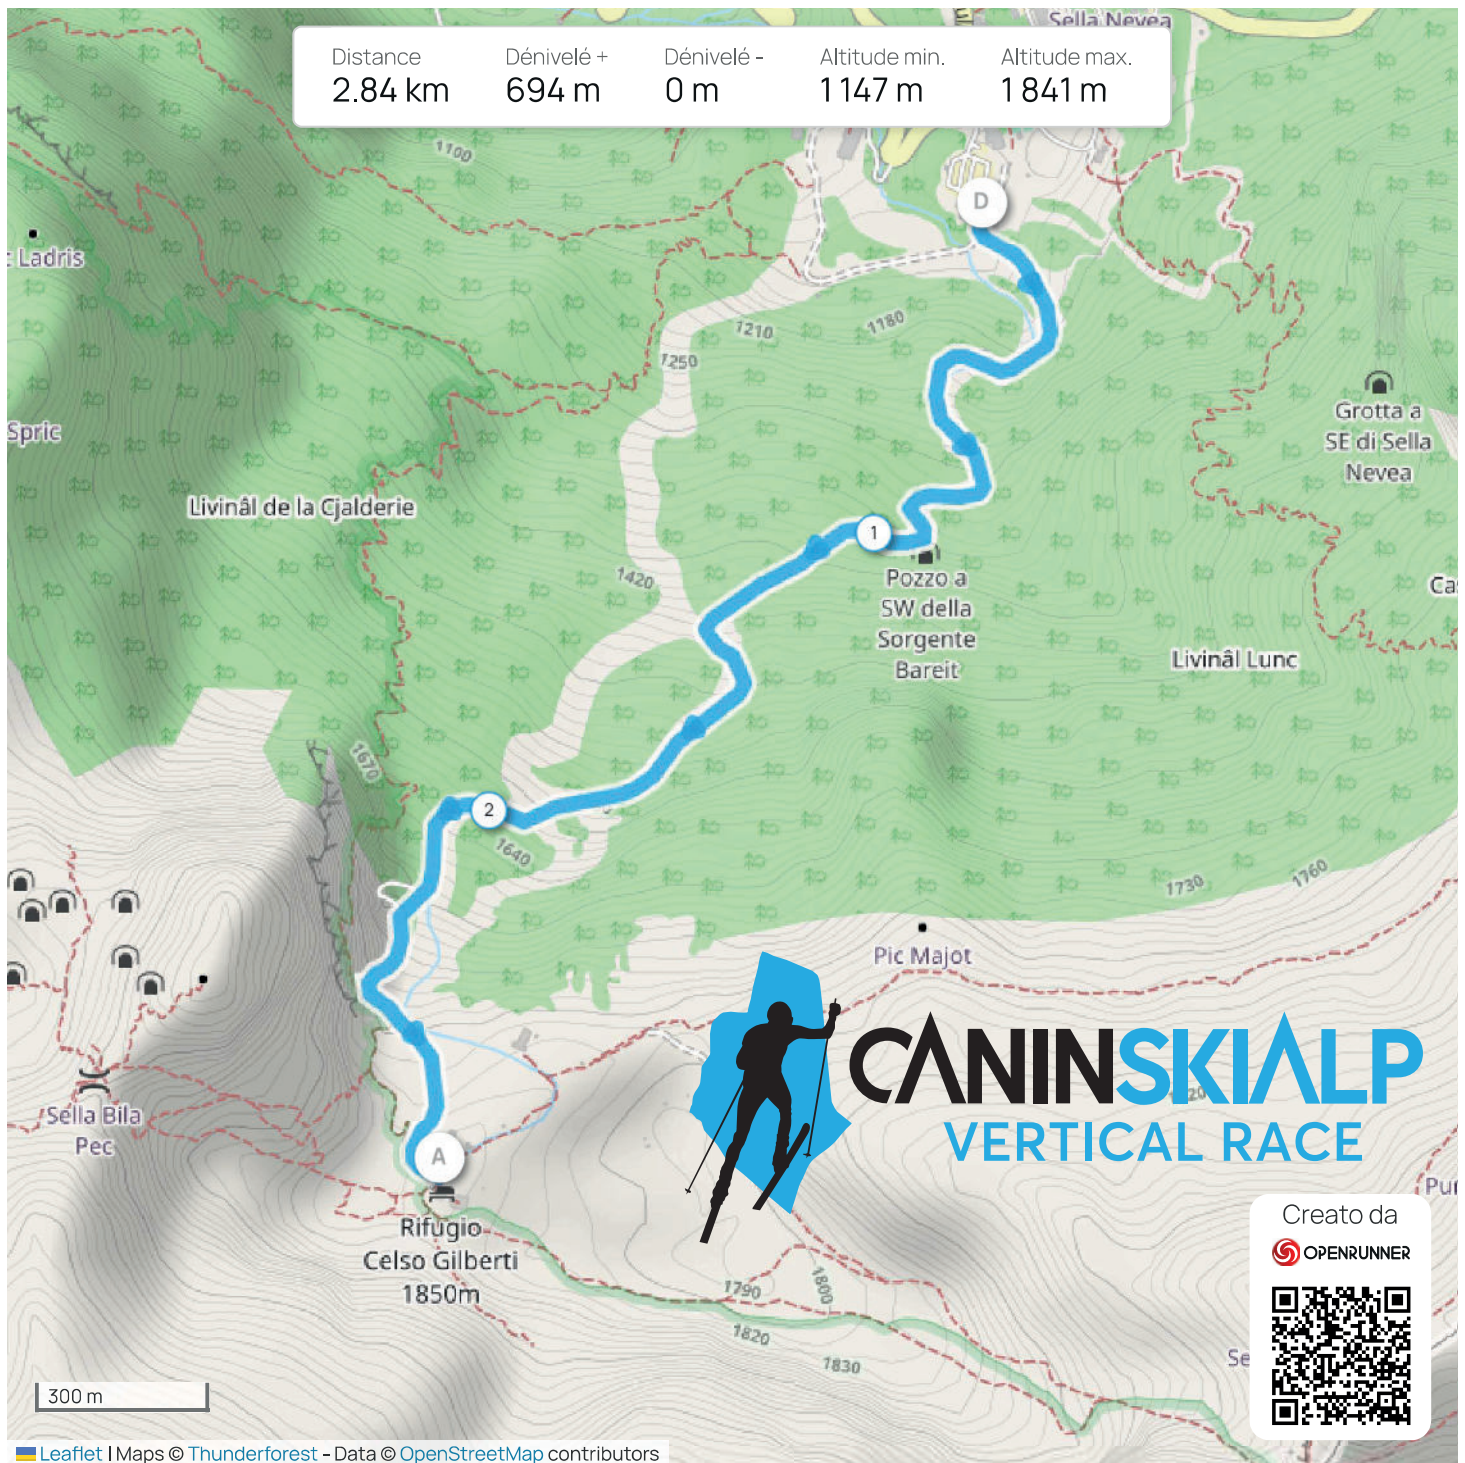 Sella Nevea
Distance
2.84 km
Dénivelé +
694 m
Dénivelé -
0 m
Altitude min.
1 147 m
Altitude max.
1 841 m
1100
D
Ladris
1210
1180
1250
Spric
Grotta a
SE di Sella
Nevea
Livinâl de la Cjalderie
1
1420
Pozzo a
SW della
Sorgente
Bareit
Livinâl Lunc
1670
2
1640
1730
1760
Pic Majot
CANINSKIALP
VERTICAL RACE
Sella Bila
Pec
A
Rifugio
Celso Gilberti
1850m
1790
1800
1820
1830
Creato da
OPENRUNNER
300 m
Leaflet | Maps © Thunderforest - Data © OpenStreetMap contributors